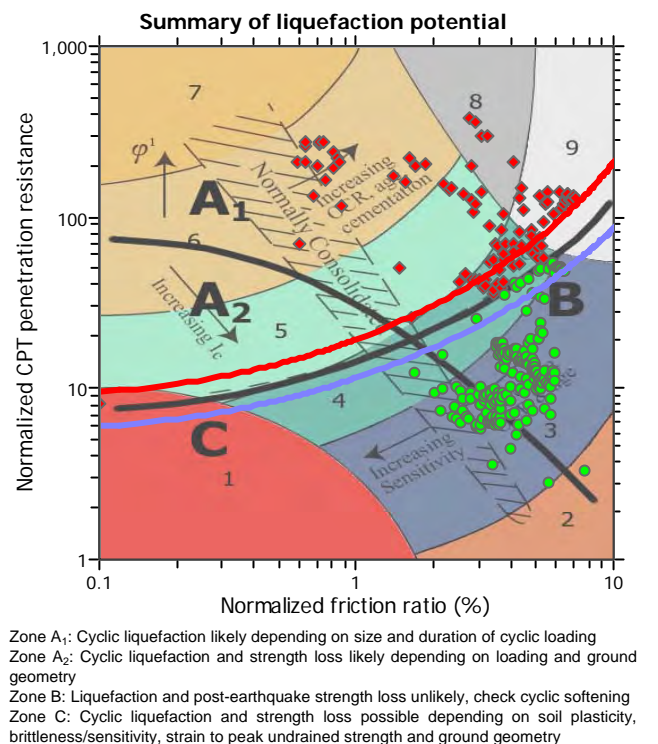 Summary of liquefaction potential
1,000
7
8
9
φ¹
Increasing
OCR, age
cementation
Normally Consolidated
A₁
100
6
A₂
B
Increasing Ic
5
10
4
3
C
Increasing
Sensitivity
1
2
1
0.1
1
10
Normalized CPT penetration resistance
Normalized friction ratio (%)
Zone A₁: Cyclic liquefaction likely depending on size and duration of cyclic loading
Zone A₂: Cyclic liquefaction and strength loss likely depending on loading and ground
geometry
Zone B: Liquefaction and post-earthquake strength loss unlikely, check cyclic softening
Zone C: Cyclic liquefaction and strength loss possible depending on soil plasticity,
brittleness/sensitivity, strain to peak undrained strength and ground geometry